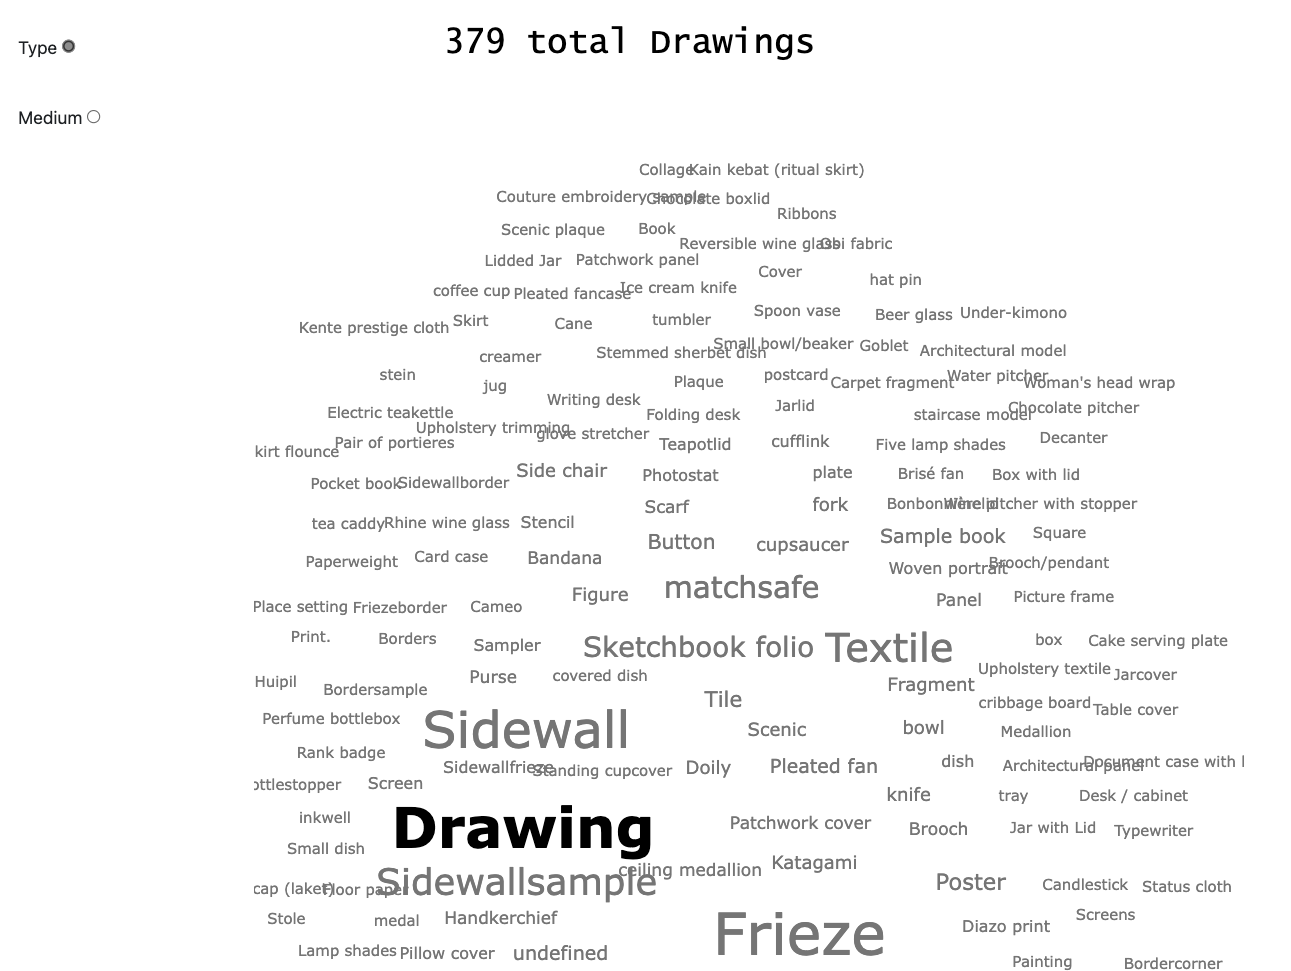 379 total Drawings
Type
Medium
Collage Kain kebat (ritual skirt)
Couture embroidery sample Chocolate boxlid
Ribbons
Scenic plaque Book
Reversible wine glass Obi fabric
Lidded Jar Patchwork panel
Cover hat pin
coffee cup Pleated fancase Ice cream knife
Spoon vase Beer glass Under-kimono
Kente prestige cloth Skirt Cane tumbler
Small bowl/beaker Goblet Architectural model
creamer Stemmed sherbet dish
stein Plaque postcard Carpet fragment Water pitcher Woman's head wrap
jug Writing desk Jarlid Chocolate pitcher
Electric teakettle Folding desk staircase model
Upholstery trimming glove stretcher
Pair of portieres Teapotlid cufflink Five lamp shades Decanter
kirt flounce
Side chair Photostat plate Brisé fan Box with lid
Pocket book Sidewallborder
Scarf fork Bonbonnièrelid Wine pitcher with stopper
tea caddy Rhine wine glass Stencil
Button cupsaucer Sample book Square
Paperweight Card case Bandana Woven portrait Brooch/pendant
Figure matchsafe Panel Picture frame
Place setting Friezeborder Cameo
Print. Borders Sampler Sketchbook folio Textile box Cake serving plate
Huipil Bordersample Purse covered dish Fragment Upholstery textile Jarcover
Tile cribbage board Table cover
Perfume bottlebox Sidewall Scenic bowl Medallion
Rank badge Sidewallfrieze Standing cupcover Doily Pleated fan dish Architectural panel Document case with l
ottlestopper Screen
knife tray Desk / cabinet
inkwell Drawing Patchwork cover Brooch Jar with Lid Typewriter
Small dish
Sidewallsample ceiling medallion Katagami
cap (laket) Floor paper Poster Candlestick Status cloth
Stole medal Handkerchief Frieze Diazo print Screens
Lamp shades Pillow cover undefined
Painting Bordercorner